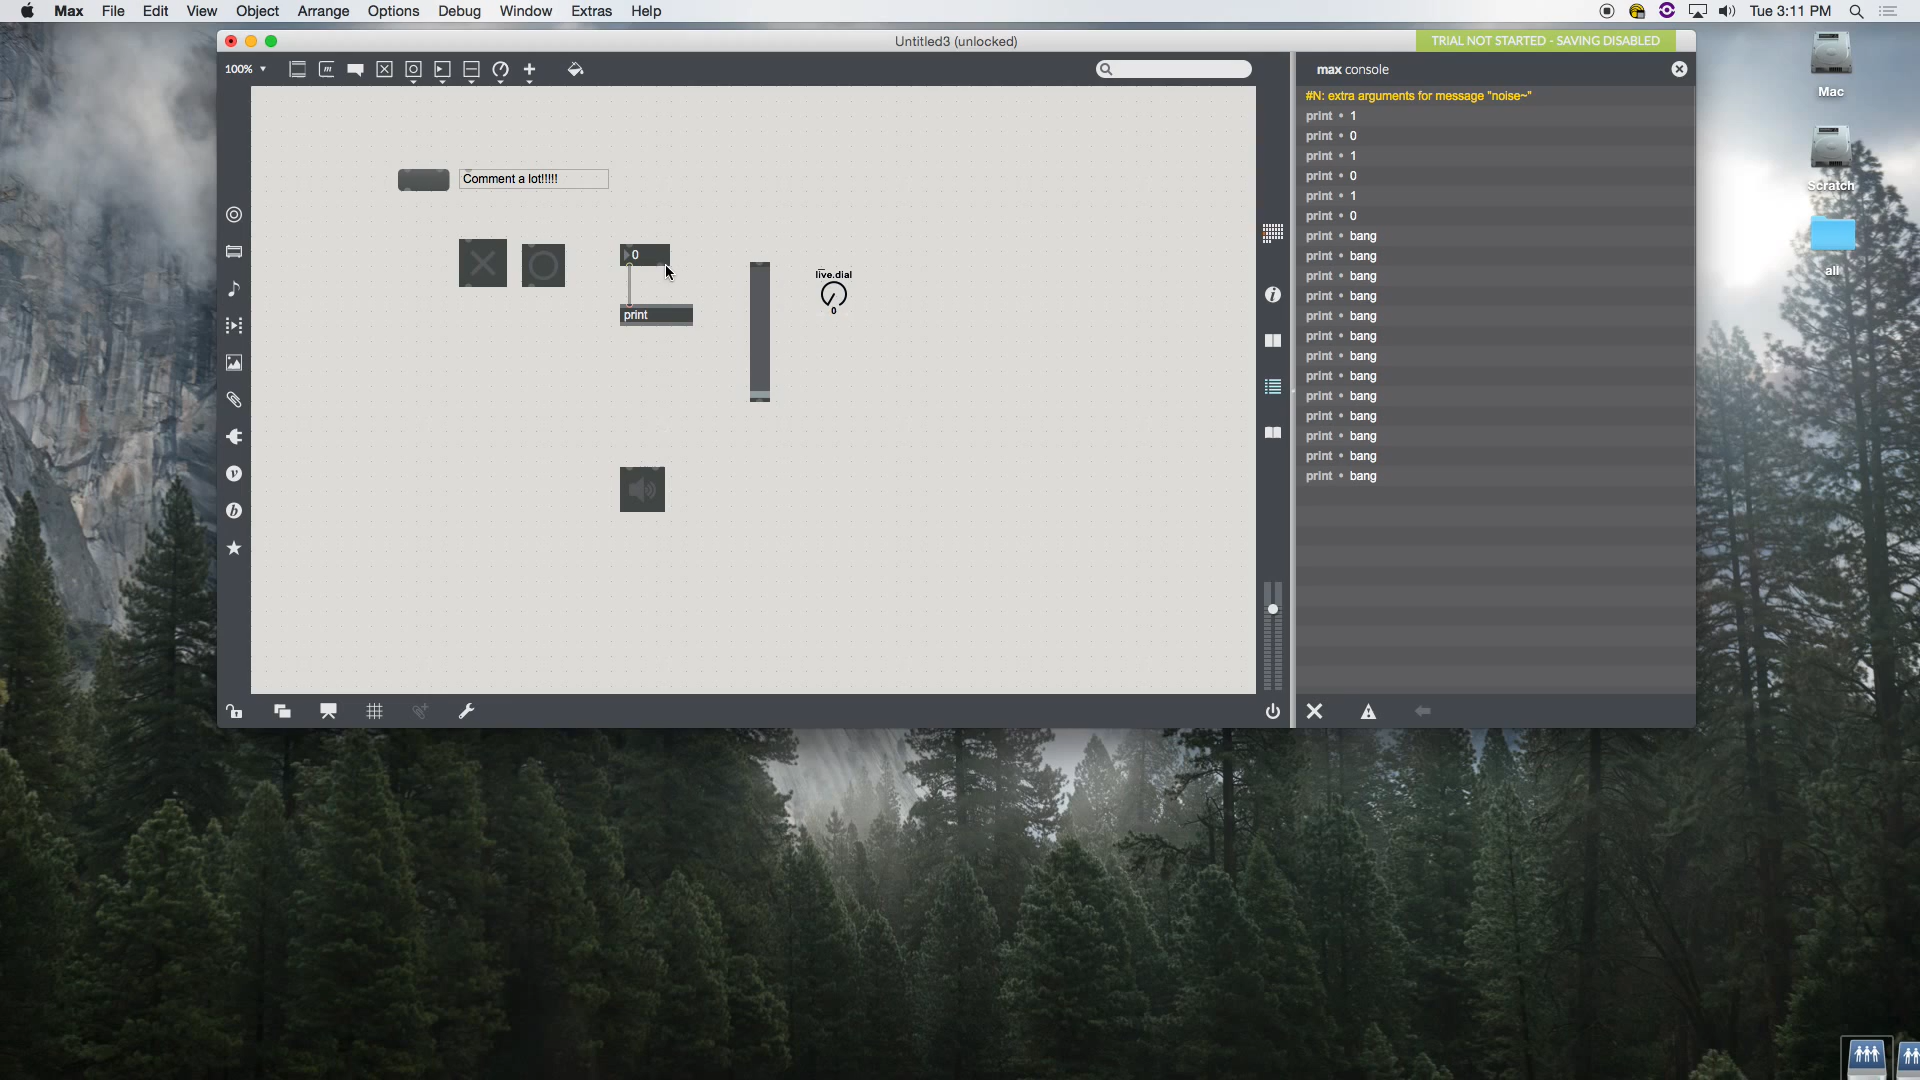 Max File Edit View Object Arrange Options Debug Window Extras Help Tue 3:11 PM
Untitled3 (unlocked)
TRIAL NOT STARTED - SAVING DISABLED
100%
max console
#N: extra arguments for message "noise~"
print • 1
print • 0
print • 1
print • 0
print • 1
print • 0
print • bang
print • bang
print • bang
print • bang
print • bang
print • bang
print • bang
print • bang
print • bang
print • bang
print • bang
print • bang
print • bang
Comment a lot!!!!!
0
print
live.dial
0
Mac
Scratch
all